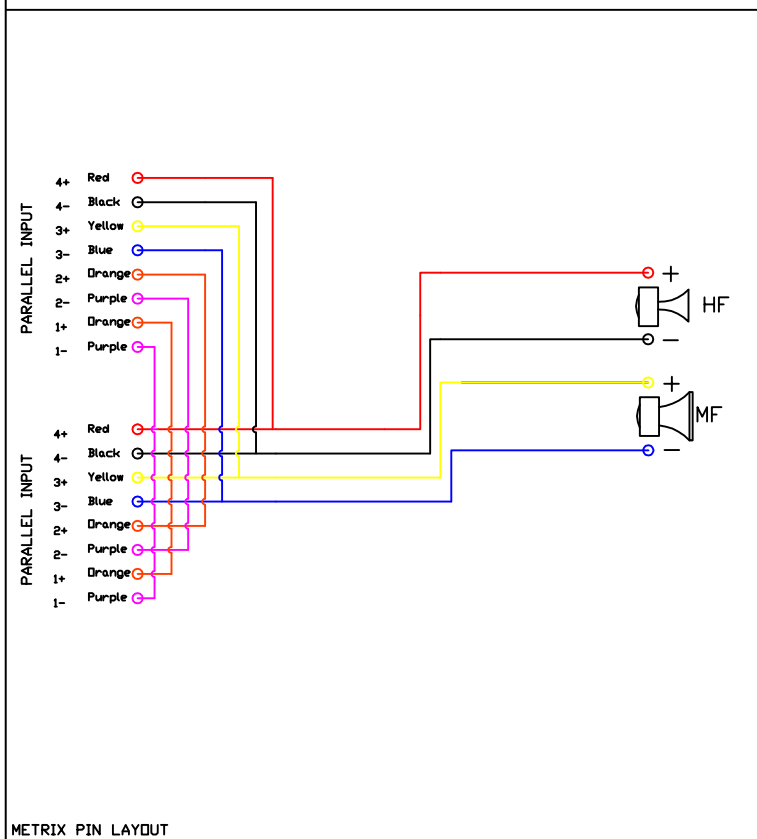 PARALLEL INPUT
4+ Red
4- Black
3+ Yellow
3- Blue
2+ Orange
2- Purple
1+ Orange
1- Purple
PARALLEL INPUT
4+ Red
4- Black
3+ Yellow
3- Blue
2+ Orange
2- Purple
1+ Orange
1- Purple
+
HF
-
+
MF
-
METRIX PIN LAYOUT